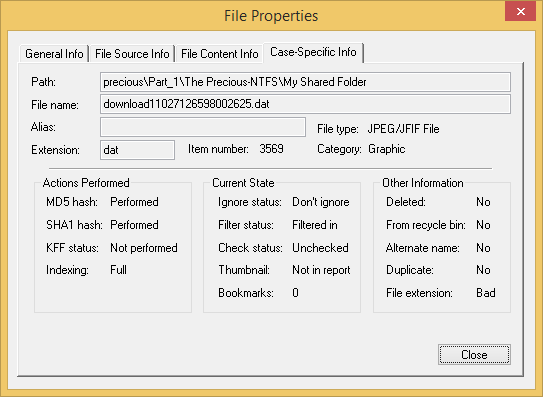 File Properties
General Info File Source Info File Content Info Case-Specific Info
Path: precious\Part_1\The Precious-NTFS\My Shared Folder
File name: download11027126598002625.dat
Alias: File type: JPEG/JFIF File
Extension: dat Item number: 3569 Category: Graphic
Actions Performed
MD5 hash: Performed
SHA1 hash: Performed
KFF status: Not performed
Indexing: Full
Current State
Ignore status: Don't ignore
Filter status: Filtered in
Check status: Unchecked
Thumbnail: Not in report
Bookmarks: 0
Other Information
Deleted: No
From recycle bin: No
Alternate name: No
Duplicate: No
File extension: Bad
Close